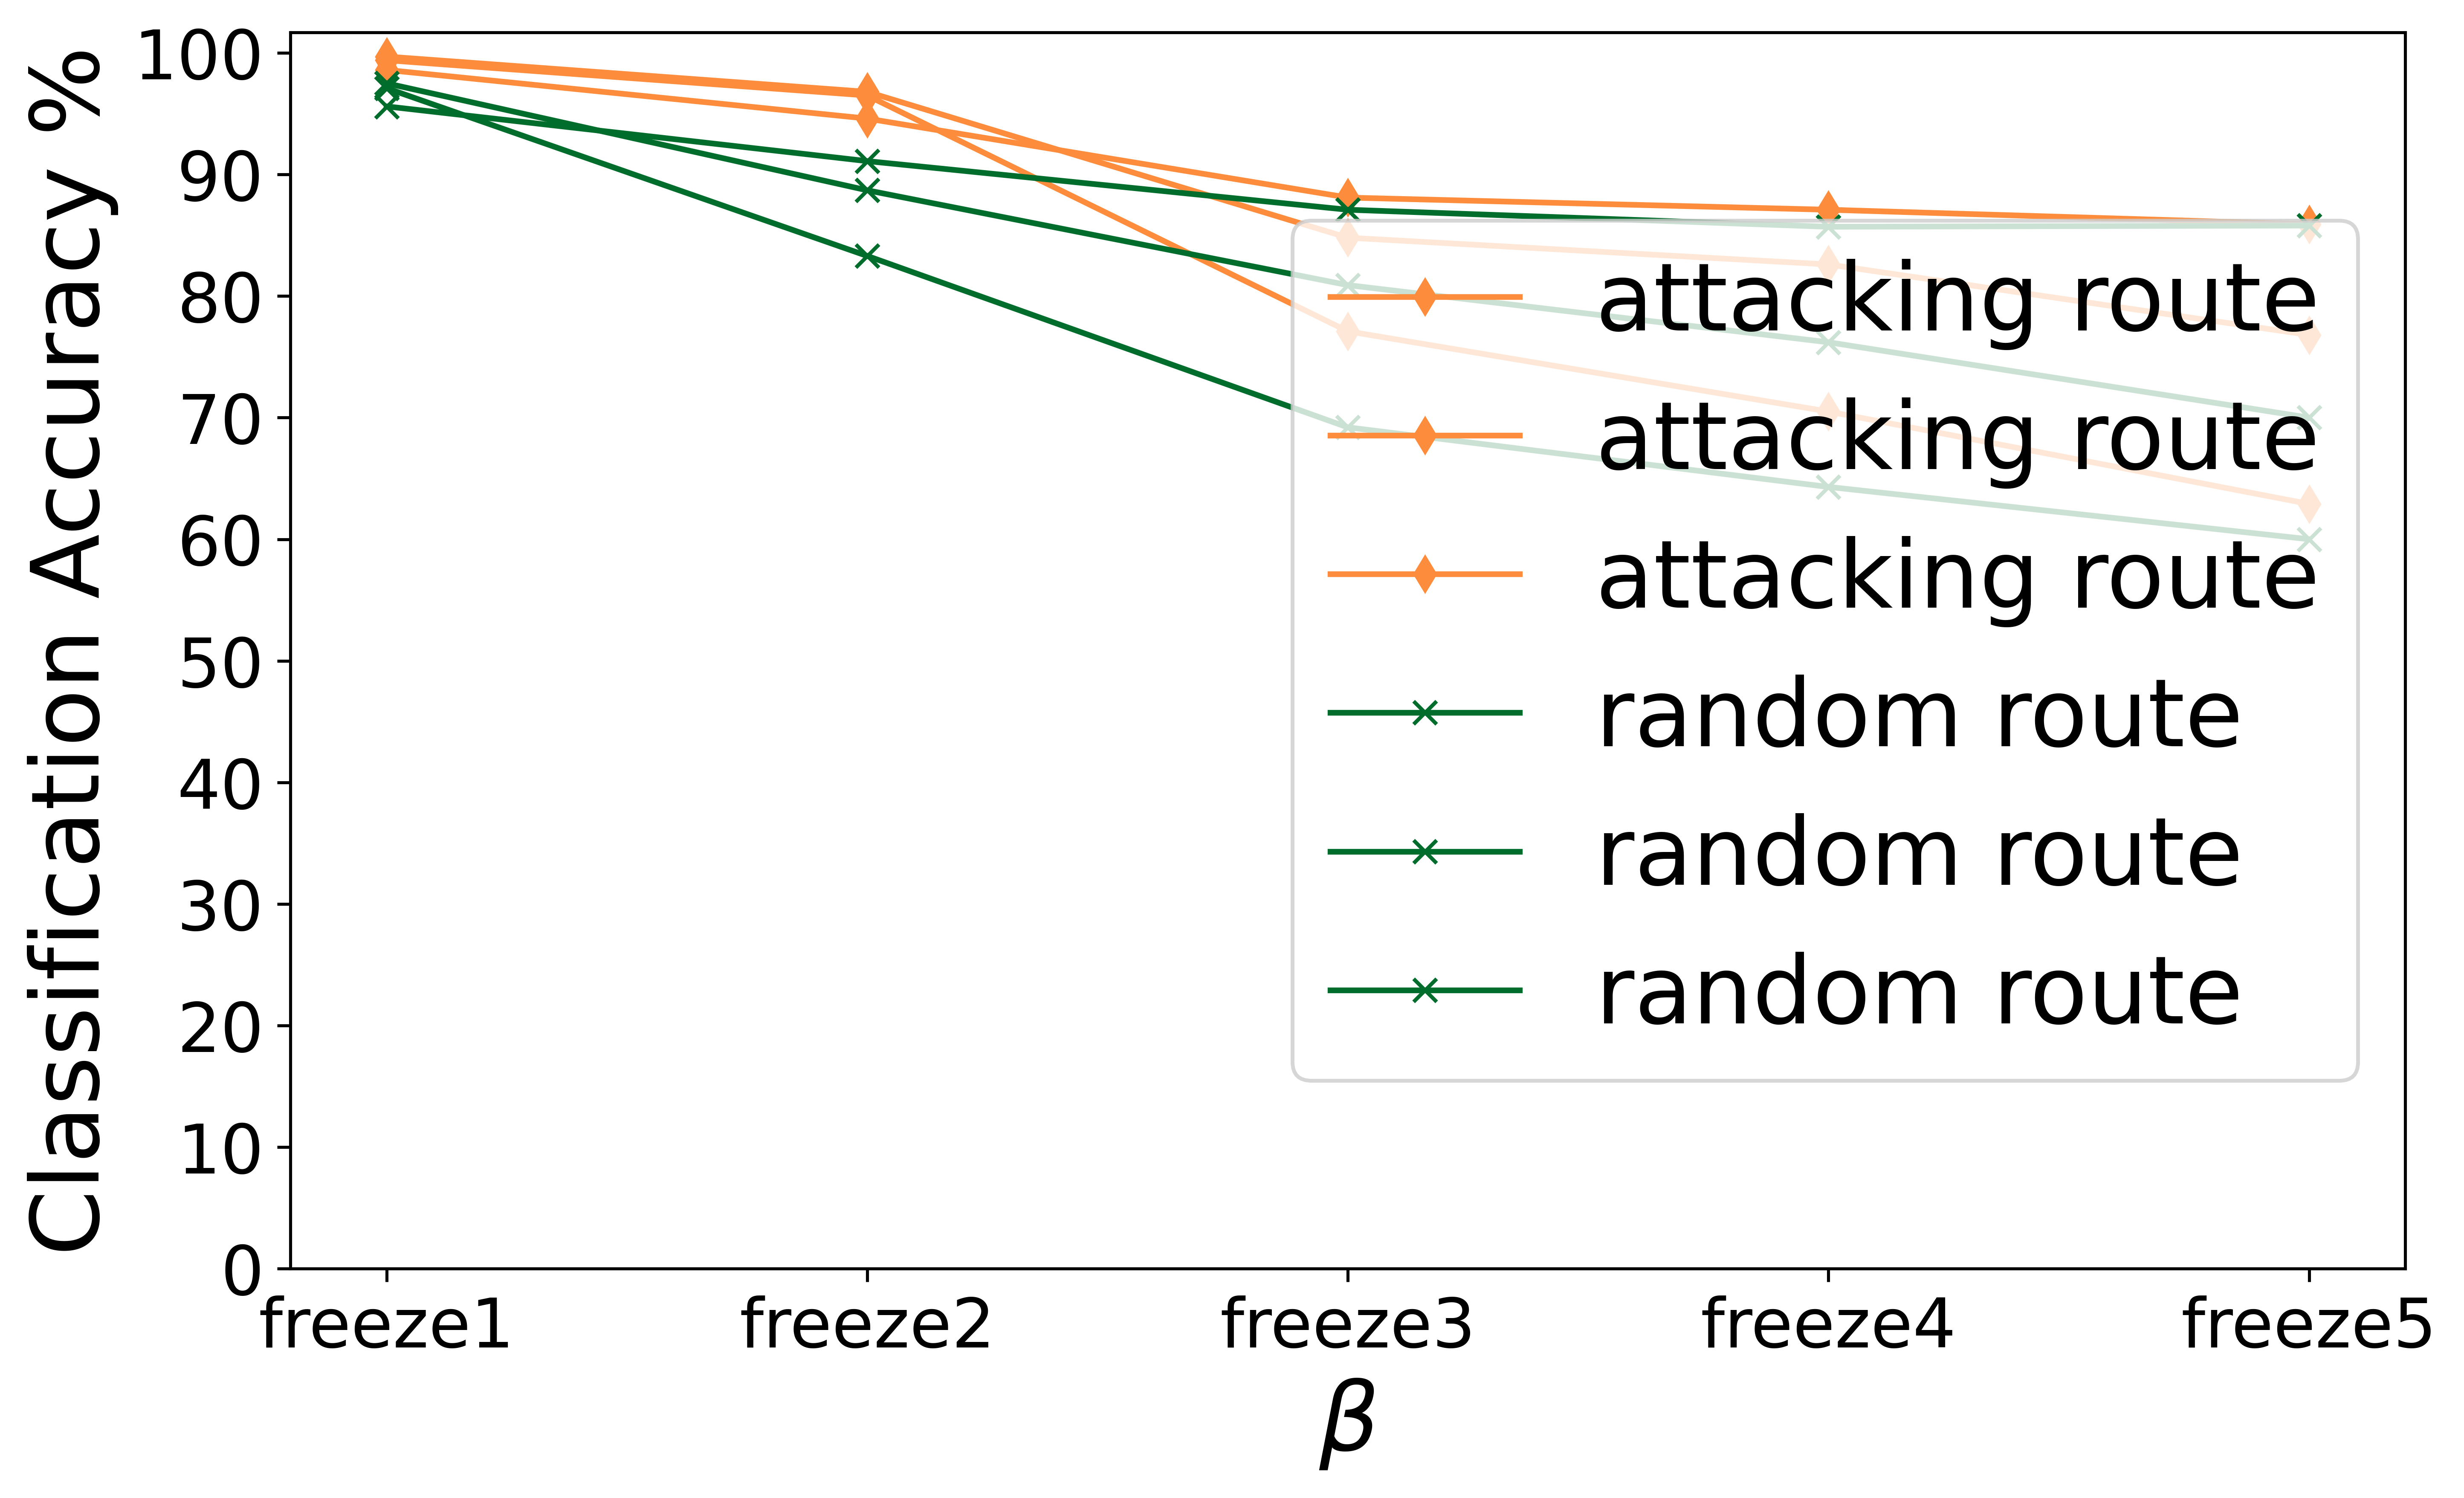 Classification Accuracy %
100
90
80
70
60
50
40
30
20
10
0
attacking route
attacking route
attacking route
random route
random route
random route
freeze1
freeze2
freeze3
freeze4
freeze5
β